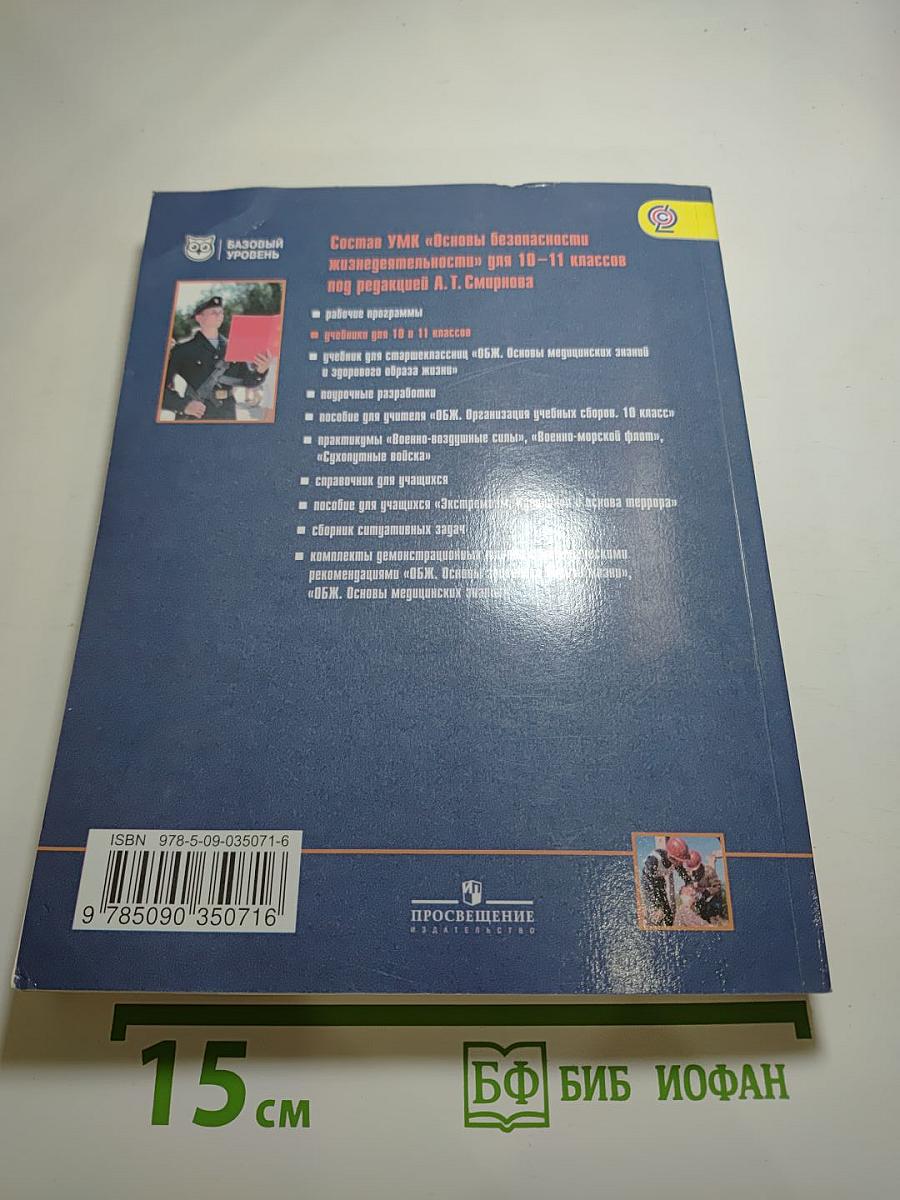 БАЗОВЫЙ
УРОВЕНЬ
Состав УМК «Основы безопасности
жизнедеятельности» для 10–11 классов
под редакцией А. Т. Смирнова
рабочие программы
учебники для 10 и 11 классов
учебник для старшеклассниц «ОБЖ. Основы медицинских знаний
и здорового образа жизни»
поурочные разработки
пособие для учителя «ОБЖ. Организация учебных сборов. 10 класс»
практикумы «Военно-воздушные силы», «Военно-морской флот»,
«Сухопутные войска»
справочник для учащихся
пособие для учащихся основа террора»
сборник ситуативных задач
комплекты демонстрационных
рекомендациями «ОБЖ. Основы жизни»,
«ОБЖ. Основы медицинских
ISBN 978-5-09-035071-6
9 785090 350716
ПРОСВЕЩЕНИЕ
ИЗДАТЕЛЬСТВО
15 см
БФ БИБ ИОФАН